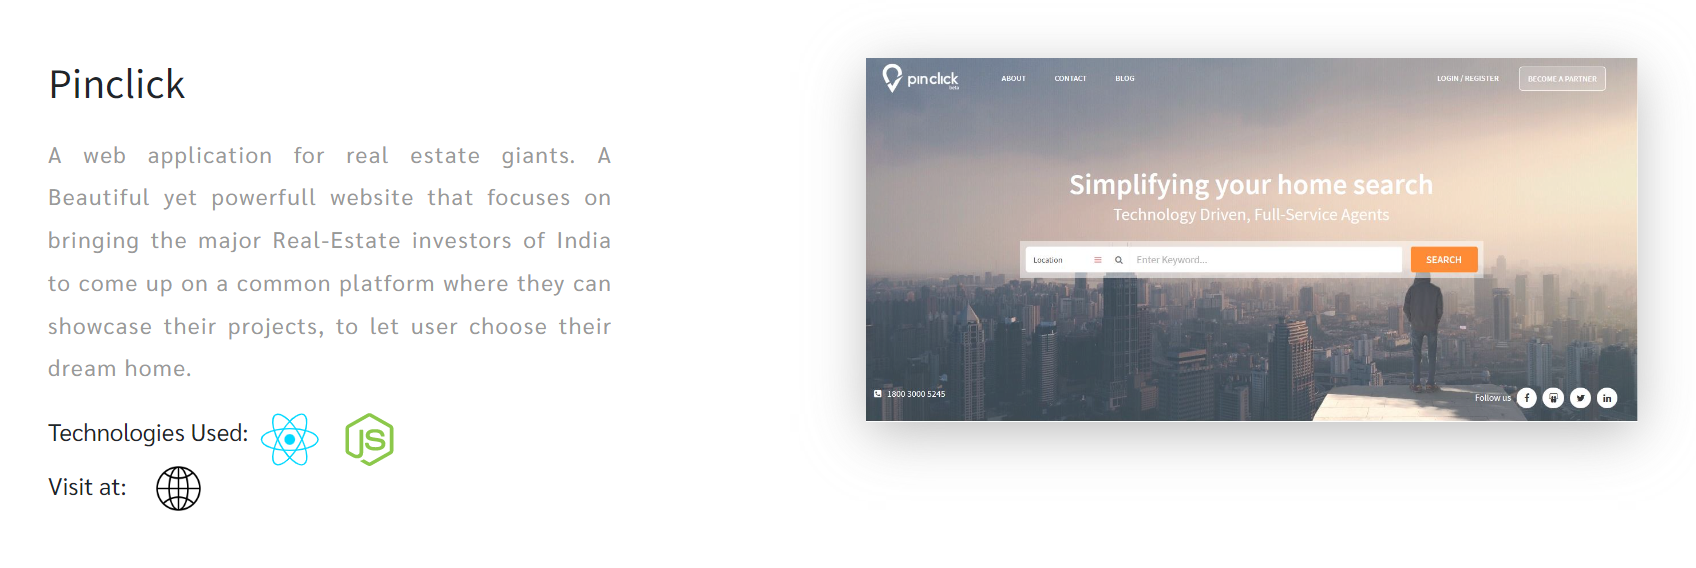 Pinclick
A web application for real estate giants. A
Beautiful yet powerfull website that focuses on
bringing the major Real-Estate investors of India
to come up on a common platform where they can
showcase their projects, to let user choose their
dream home.
Technologies Used: JS
Visit at:
pinclick
beta
ABOUT CONTACT BLOG LOGIN / REGISTER BECOME A PARTNER
Simplifying your home search
Technology Driven, Full-Service Agents
Location Enter Keyword... SEARCH
1800 3000 5245
Follow us